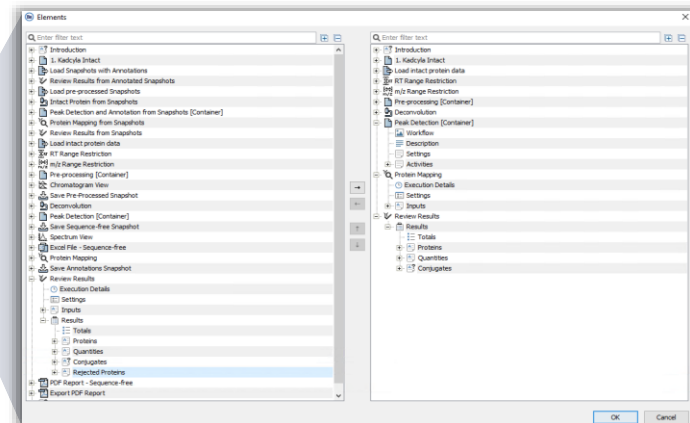 Elements
Enter filter text
Introduction
1. Kadcyla Intact
Load Snapshots with Annotations
Review Results from Annotated Snapshots
Load pre-processed Snapshots
Intact Protein from Snapshots
Peak Detection and Annotation from Snapshots [Container]
Protein Mapping from Snapshots
Review Results from Snapshots
Load intact protein data
RT Range Restriction
m/z Range Restriction
Pre-processing [Container]
Chromatogram View
Save Pre-Processed Snapshot
Deconvolution
Peak Detection [Container]
Save Sequence-free Snapshot
Spectrum View
Excel File - Sequence-free
Protein Mapping
Save Annotations Snapshot
Review Results
Execution Details
Settings
Inputs
Results
Totals
Proteins
Quantities
Conjugates
Rejected Proteins
PDF Report - Sequence-free
Export PDF Report
Enter filter text
Introduction
1. Kadcyla Intact
Load intact protein data
RT Range Restriction
m/z Range Restriction
Pre-processing [Container]
Deconvolution
Peak Detection [Container]
Workflow
Description
Settings
Activities
Protein Mapping
Execution Details
Settings
Inputs
Review Results
Results
Totals
Proteins
Quantities
Conjugates
OK
Cancel